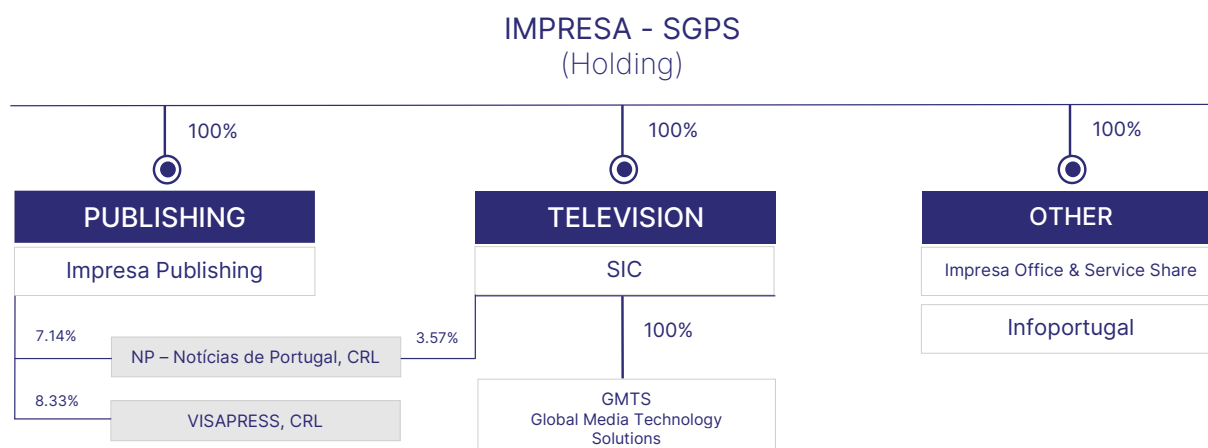 IMPRESA - SGPS
(Holding)
100%
100%
100%
PUBLISHING
TELEVISION
OTHER
Impresa Publishing
SIC
Impresa Office & Service Share
Infoportugal
7.14%
NP – Notícias de Portugal, CRL
3.57%
100%
8.33%
VISAPRESS, CRL
GMTS
Global Media Technology
Solutions